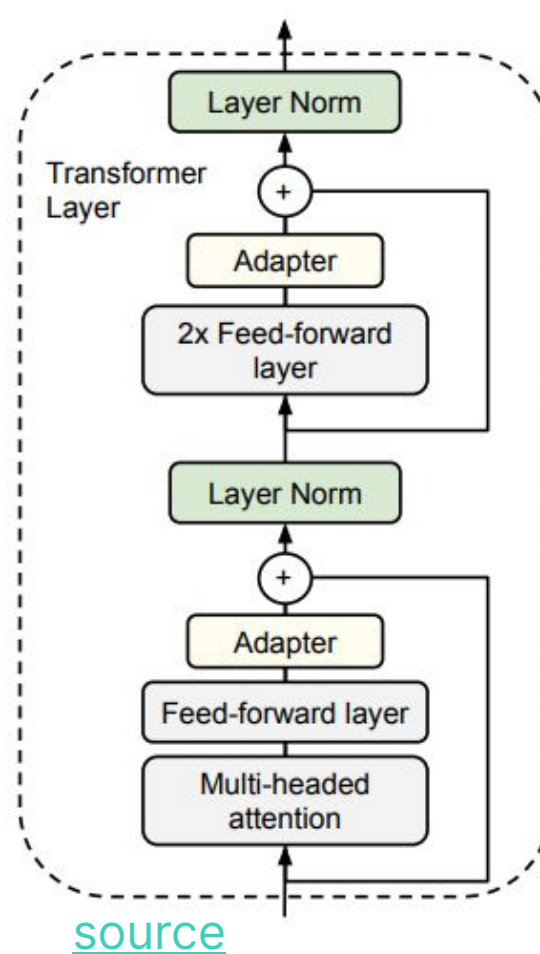 Layer Norm
Transformer
Layer
+
Adapter
2x Feed-forward
layer
Layer Norm
+
Adapter
Feed-forward layer
Multi-headed
attention
source